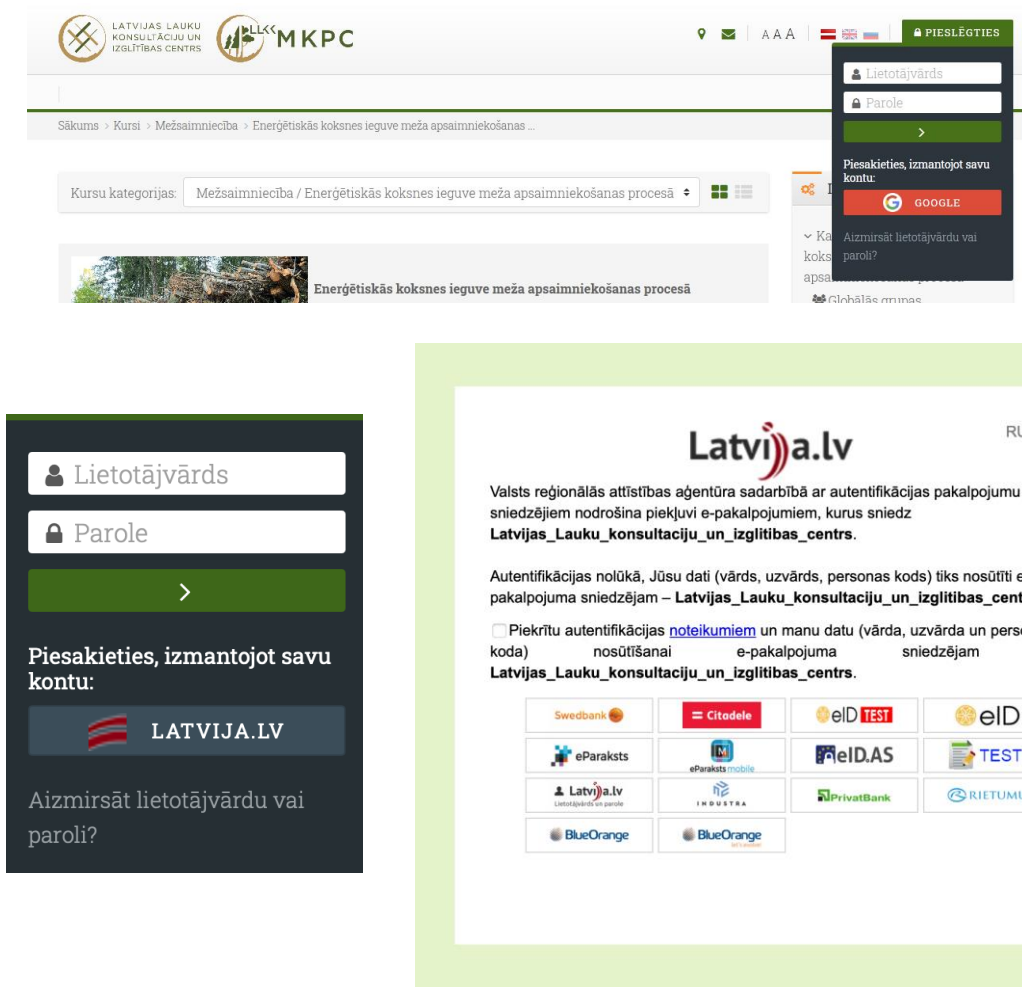 LATVIJAS LAUKU
KONSULTĀCIJU UN
IZGLĪTĪBAS CENTRS
LLKC MKPC
A A A
PIESLĒGTIES
Lietotājvārds
Parole
Piesakieties, izmantojot savu
kontu:
GOOGLE
Aizmirsāt lietotājvārdu vai
paroli?
Sākums > Kursi > Mežsaimniecība > Enerģētiskās koksnes ieguve meža apsaimniekošanas ...
Kursu kategorijas: Mežsaimniecība / Enerģētiskās koksnes ieguve meža apsaimniekošanas procesā
Enerģētiskās koksnes ieguve meža apsaimniekošanas procesā
Ka
koks
apsa
Globālās grupas
Lietotājvārds
Parole
Piesakieties, izmantojot savu
kontu:
LATVIJA.LV
Aizmirsāt lietotājvārdu vai
paroli?
Latvija.lv
RU
Valsts reģionālās attīstības aģentūra sadarbībā ar autentifikācijas pakalpojumu
sniedzējiem nodrošina piekļuvi e-pakalpojumiem, kurus sniedz
Latvijas_Lauku_konsultaciju_un_izglitibas_centrs.
Autentifikācijas nolūkā, Jūsu dati (vārds, uzvārds, personas kods) tiks nosūtīti e
pakalpojuma sniedzējam – Latvijas_Lauku_konsultaciju_un_izglitibas_cent
Piekrītu autentifikācijas noteikumiem un manu datu (vārda, uzvārda un pers
koda) nosūtīšanai e-pakalpojuma sniedzējam
Latvijas_Lauku_konsultaciju_un_izglitibas_centrs.
Swedbank Citadele eID TEST eID
eParaksts eParaksts mobile eID.AS TEST
Latvija.lv Lietotājvārds un parole INDUSTRA PrivatBank RIETUMU
BlueOrange BlueOrange